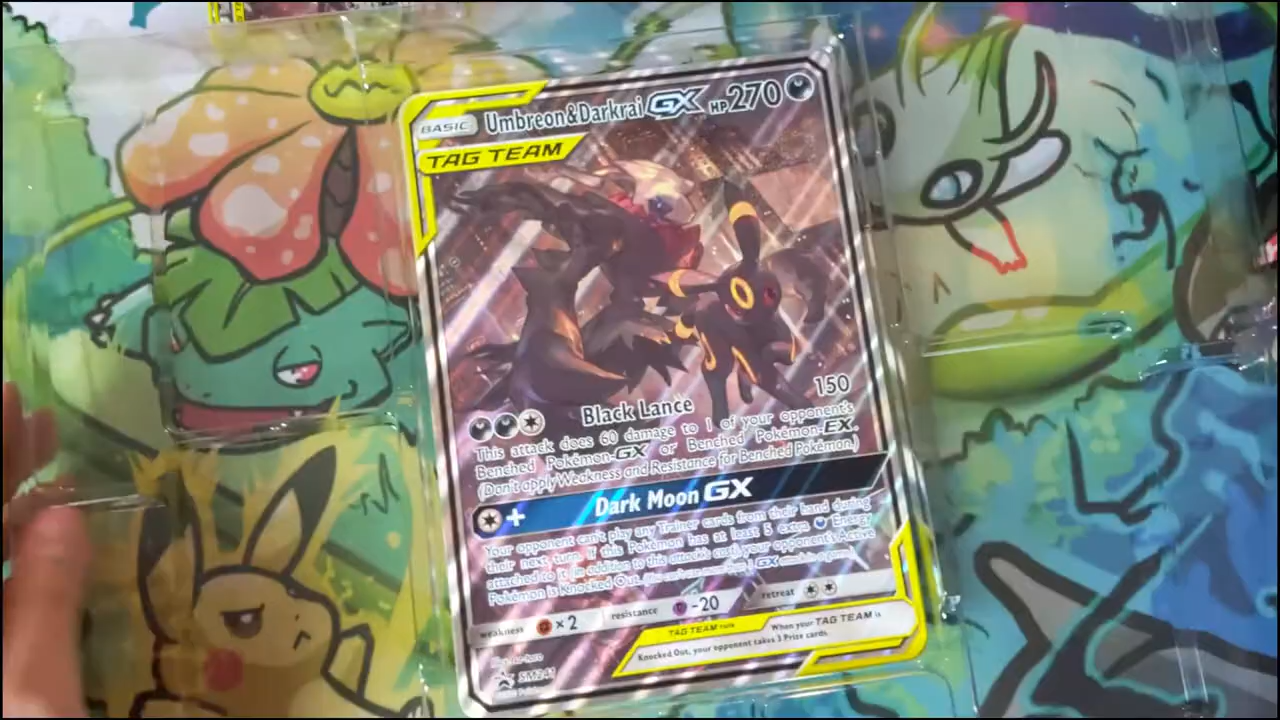 BASIC
Umbreon&Darkrai GX HP 270
TAG TEAM
Black Lance 150
This attack does 60 damage to 1 of your opponent's
Benched Pokémon-GX or Benched Pokémon-EX.
(Don't apply Weakness and Resistance for Benched Pokémon.)
+ Dark Moon GX
Your opponent can't play any Trainer cards from their hand during
their next turn. If this Pokémon has at least 5 extra Energy
attached to it (in addition to this attack's cost), your opponent's Active
Pokémon is Knocked Out. (You can't use more than 1 GX attack in a game.)
weakness ×2 resistance -20 retreat
TAG TEAM rule When your TAG TEAM is
Knocked Out, your opponent takes 3 Prize cards.
SM241